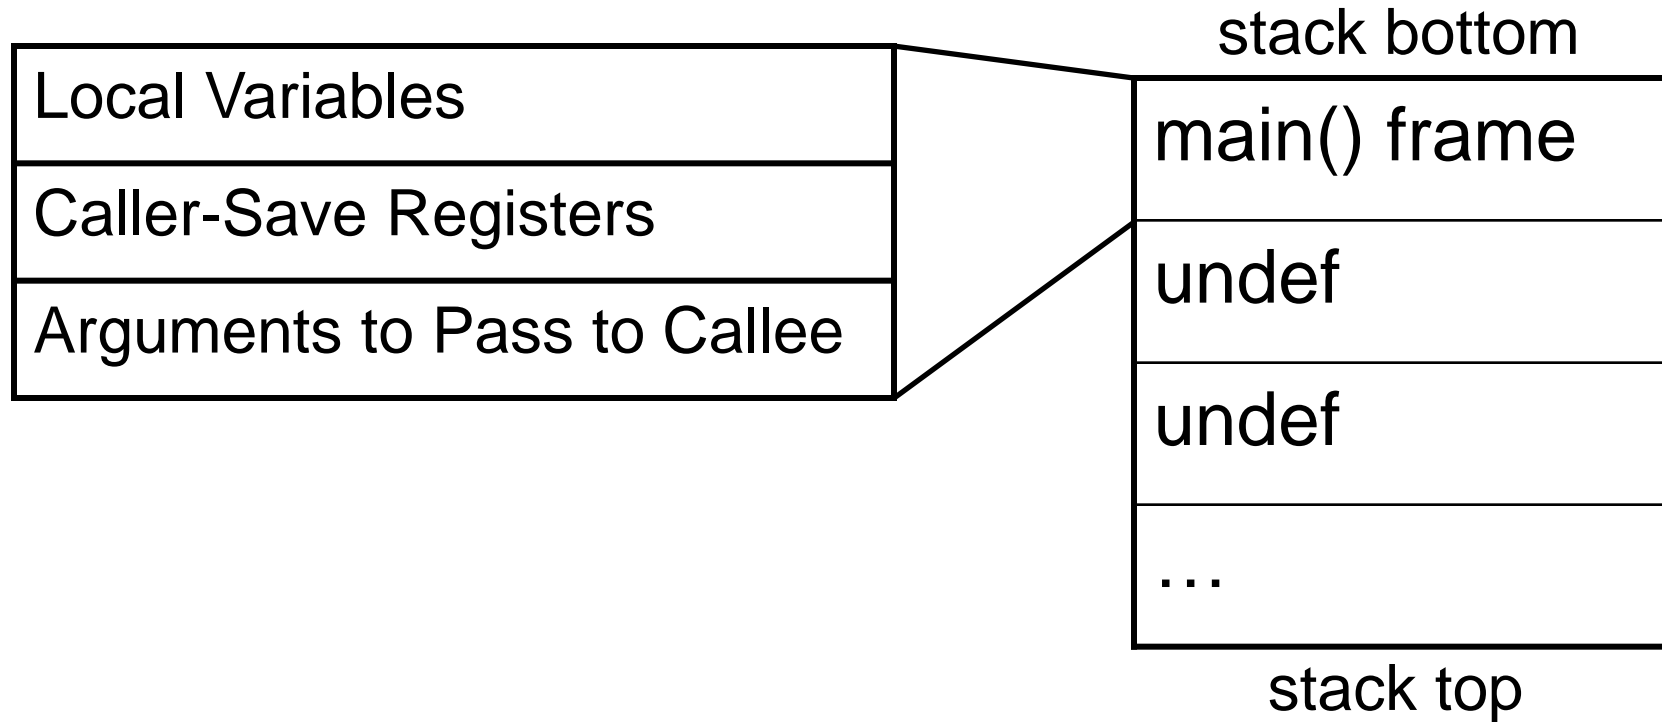 Local Variables
Caller-Save Registers
Arguments to Pass to Callee
stack bottom
main() frame
undef
undef
…
stack top